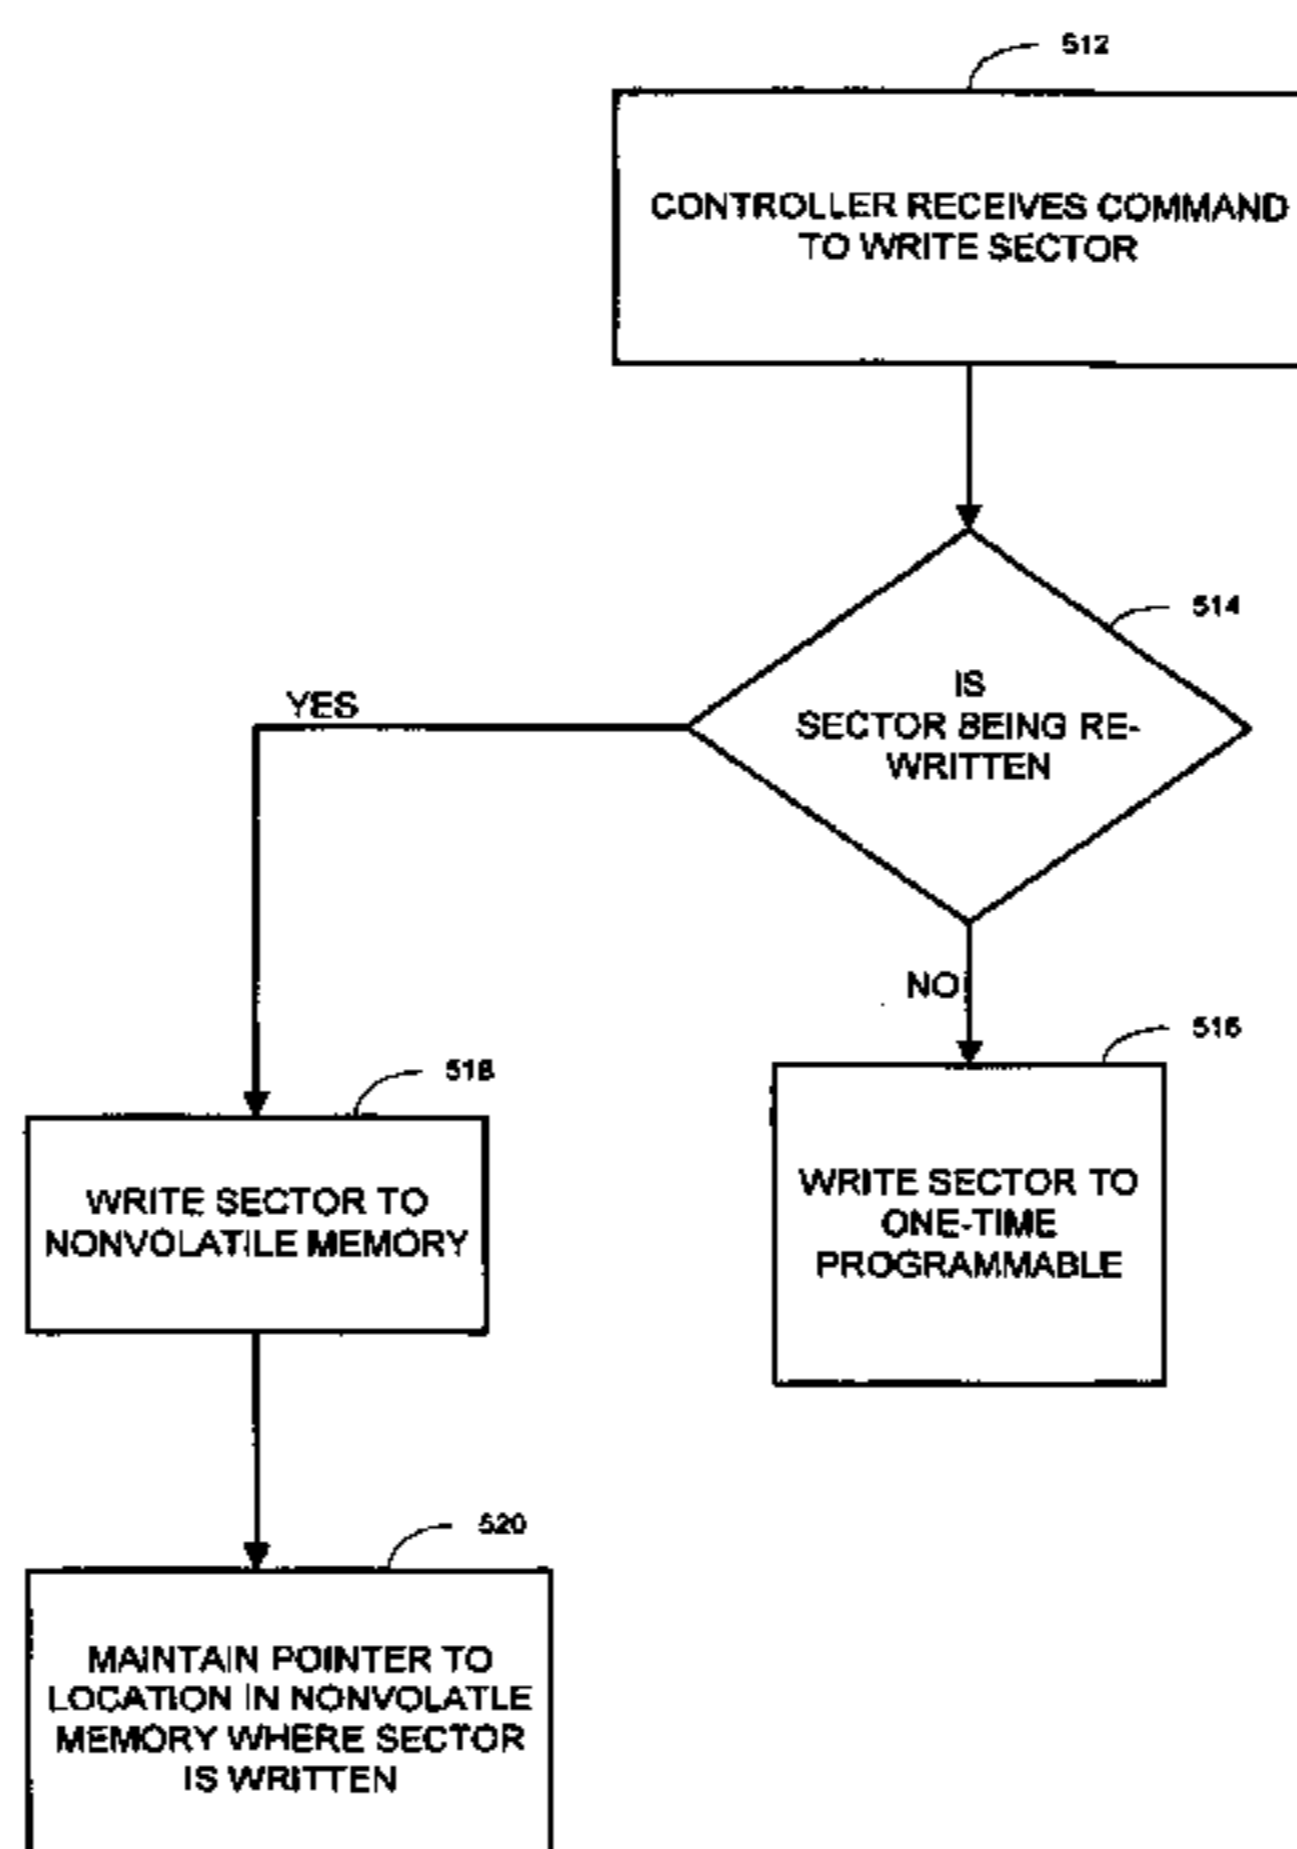 512
CONTROLLER RECEIVES COMMAND
TO WRITE SECTOR
514
IS
SECTOR BEING RE-
WRITTEN
YES
NO
516
WRITE SECTOR TO
ONE-TIME
PROGRAMMABLE
518
WRITE SECTOR TO
NONVOLATILE MEMORY
520
MAINTAIN POINTER TO
LOCATION IN NONVOLATLE
MEMORY WHERE SECTOR
IS WRITTEN